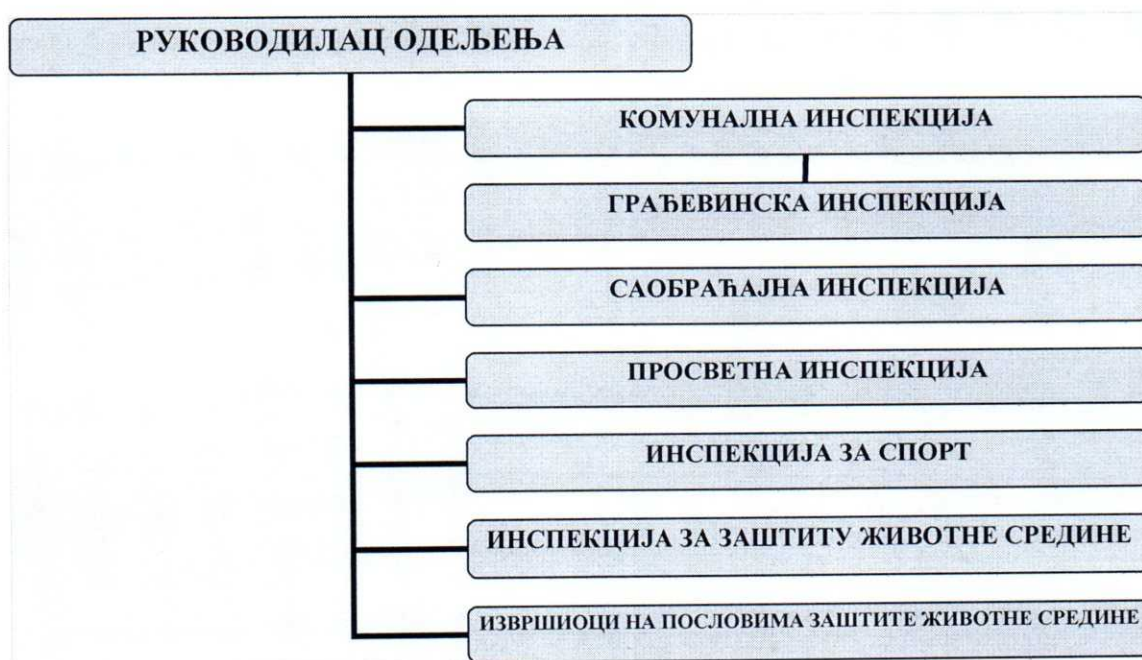 РУКОВОДИЛАЦ ОДЕЉЕЊА
КОМУНАЛНА ИНСПЕКЦИЈА
ГРАЂЕВИНСКА ИНСПЕКЦИЈА
САОБРАЋАЈНА ИНСПЕКЦИЈА
ПРОСВЕТНА ИНСПЕКЦИЈА
ИНСПЕКЦИЈА ЗА СПОРТ
ИНСПЕКЦИЈА ЗА ЗАШТИТУ ЖИВОТНЕ СРЕДИНЕ
ИЗВРШИОЦИ НА ПОСЛОВИМА ЗАШТИТЕ ЖИВОТНЕ СРЕДИНЕ